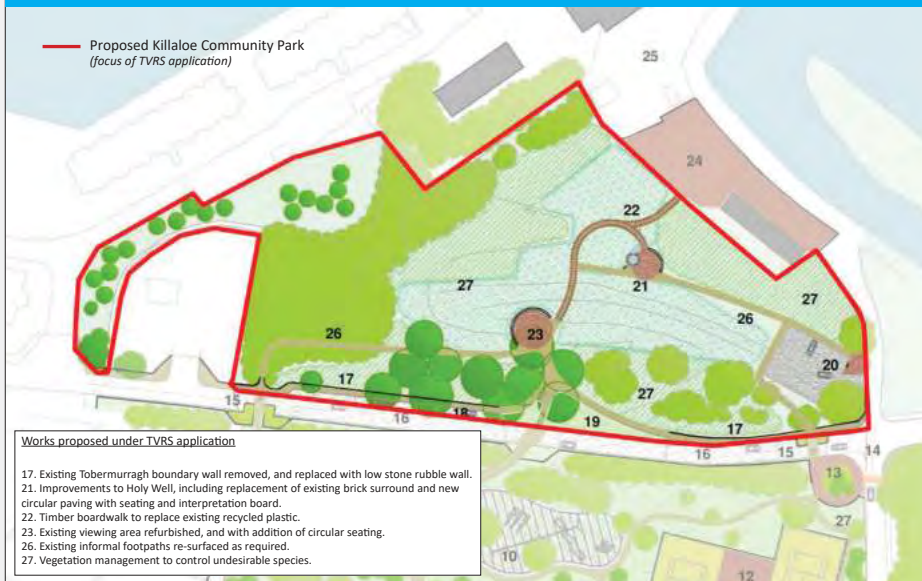 Proposed Killaloe Community Park
(focus of TVRS application)
25
24
22
21
27
27
26
23
26
20
17
27
18
19
17
15
16
16
15
14
13
27
10
12
Works proposed under TVRS application
17. Existing Tobermurragh boundary wall removed, and replaced with low stone rubble wall.
21. Improvements to Holy Well, including replacement of existing brick surround and new
circular paving with seating and interpretation board.
22. Timber boardwalk to replace existing recycled plastic.
23. Existing viewing area refurbished, and with addition of circular seating.
26. Existing informal footpaths re-surfaced as required.
27. Vegetation management to control undesirable species.